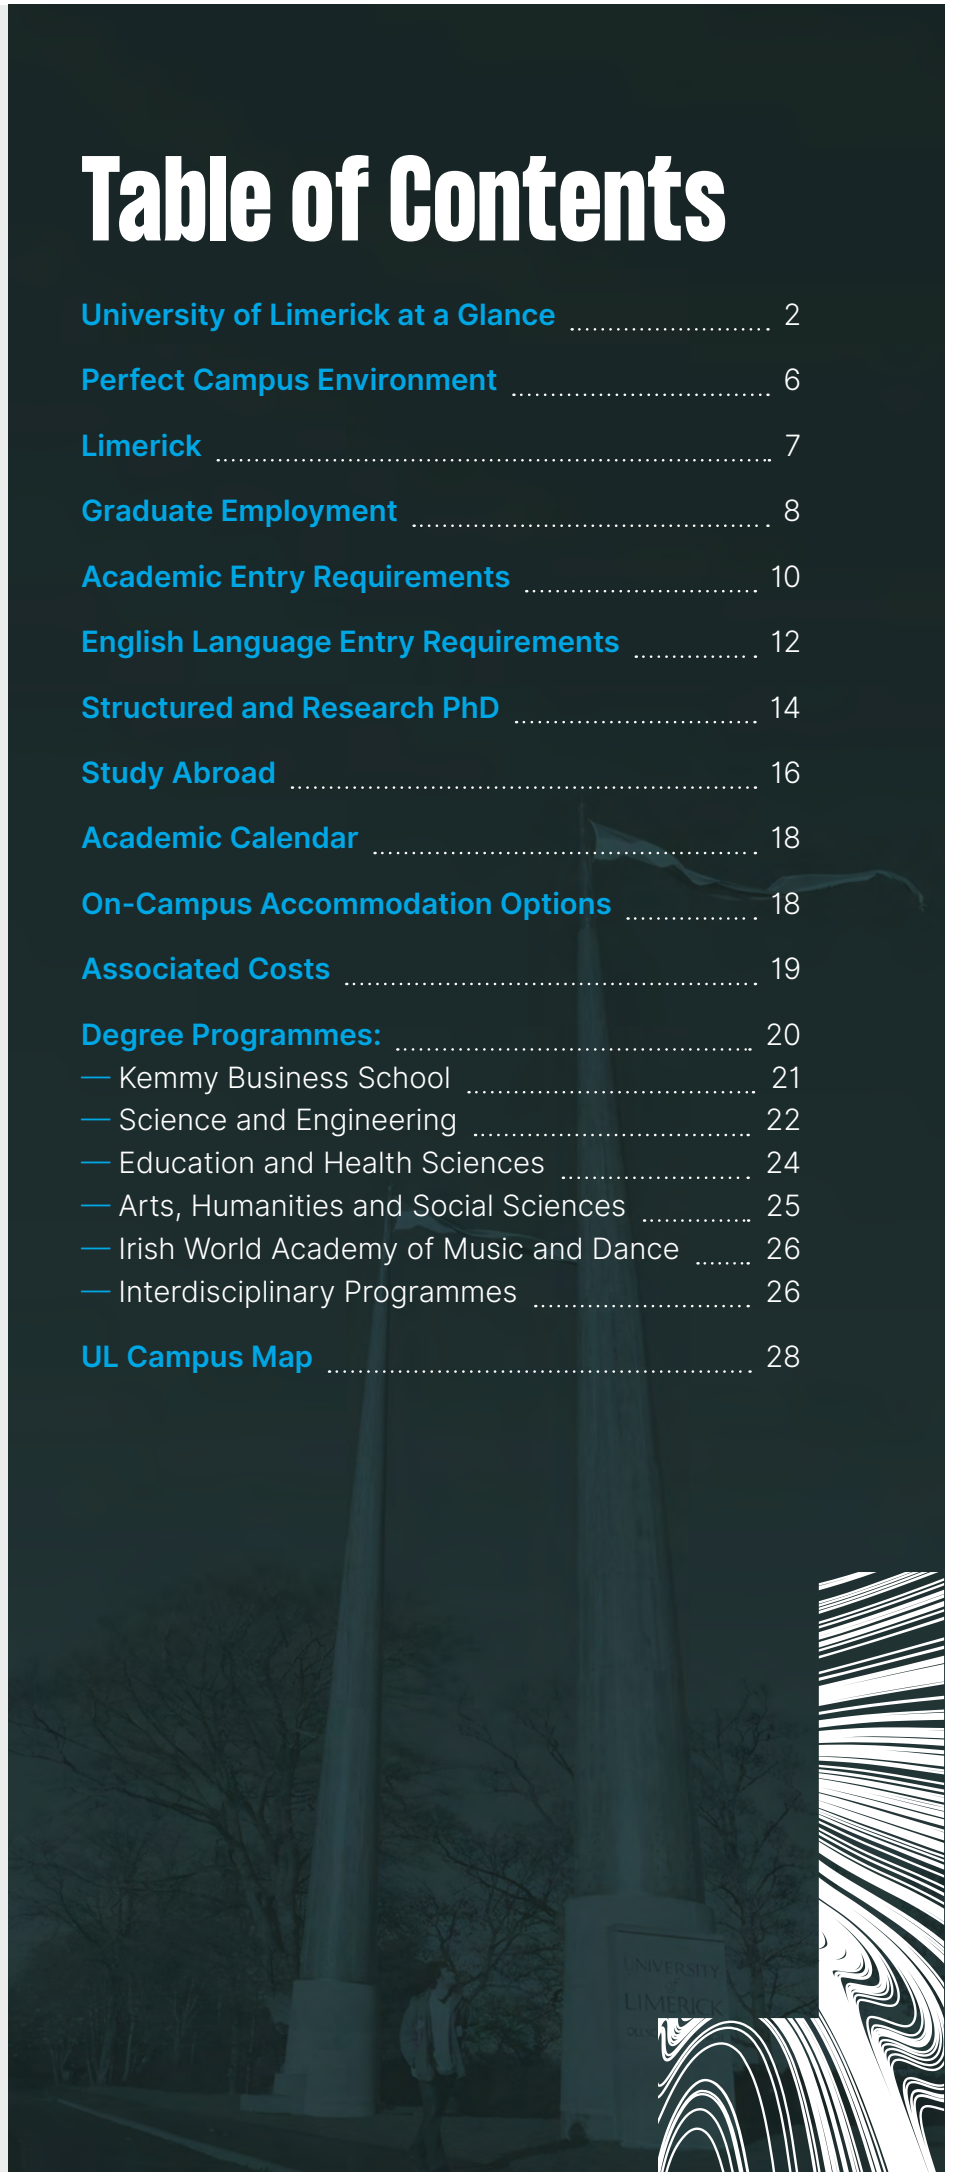 Table of Contents
University of Limerick at a Glance ........................ 2
Perfect Campus Environment ........................ 6
Limerick ........................ 7
Graduate Employment ........................ 8
Academic Entry Requirements ........................ 10
English Language Entry Requirements ........................ 12
Structured and Research PhD ........................ 14
Study Abroad ........................ 16
Academic Calendar ........................ 18
On-Campus Accommodation Options ........................ 18
Associated Costs ........................ 19
Degree Programmes: ........................ 20
— Kemmy Business School ........................ 21
— Science and Engineering ........................ 22
— Education and Health Sciences ........................ 24
— Arts, Humanities and Social Sciences ........................ 25
— Irish World Academy of Music and Dance ........................ 26
— Interdisciplinary Programmes ........................ 26
UL Campus Map ........................ 28
UNIVERSITY
LIMERICK